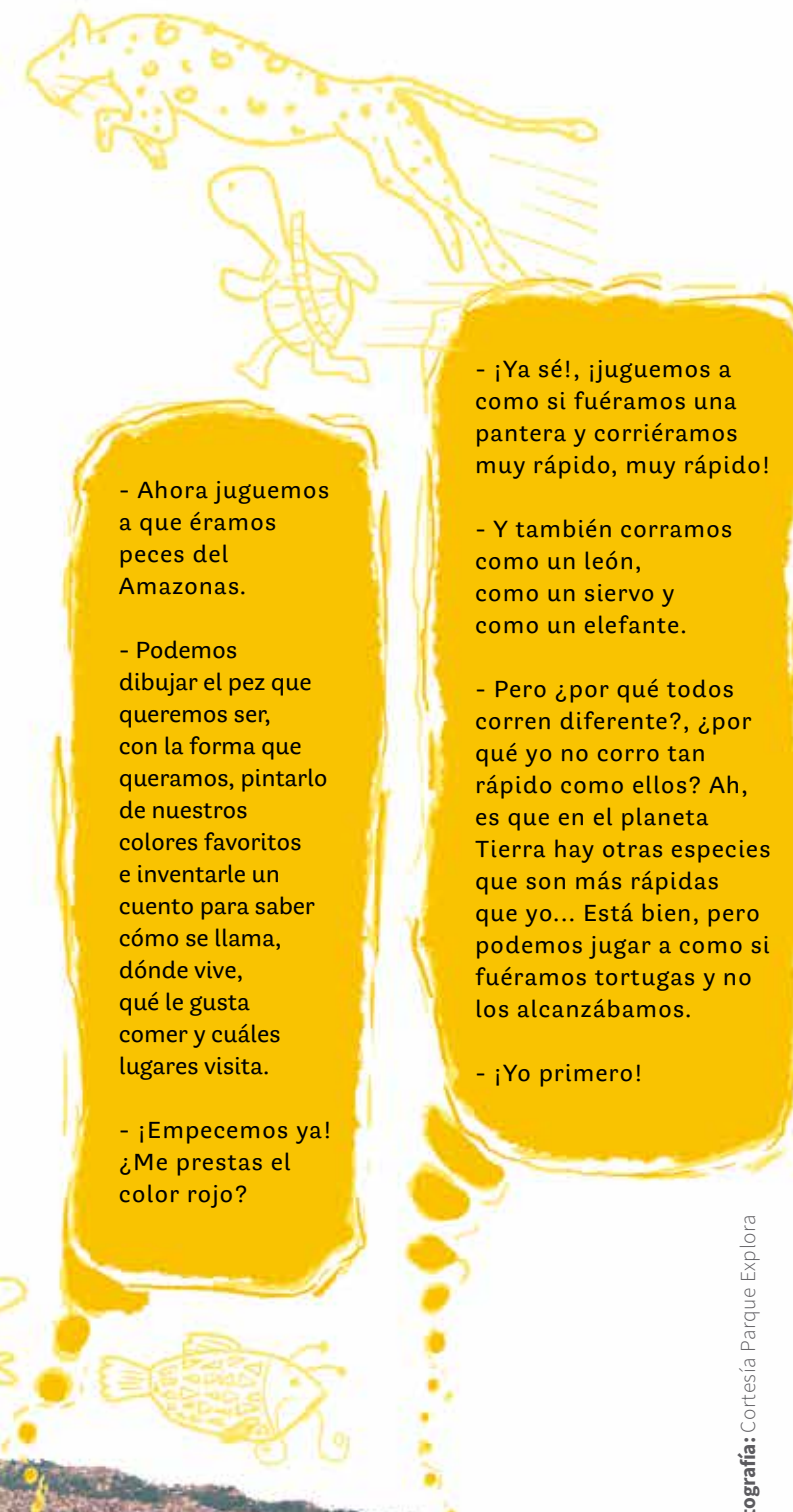 - Ahora juguemos
a que éramos
peces del
Amazonas.
- Podemos
dibujar el pez que
queremos ser,
con la forma que
queramos, pintarlo
de nuestros
colores favoritos
e inventarle un
cuento para saber
cómo se llama,
dónde vive,
qué le gusta
comer y cuáles
lugares visita.
- ¡Empecemos ya!
¿Me prestas el
color rojo?
- ¡Ya sé!, ¡juguemos a
como si fuéramos una
pantera y corriéramos
muy rápido, muy rápido!
- Y también corramos
como un león,
como un siervo y
como un elefante.
- Pero ¿por qué todos
corren diferente?, ¿por
qué yo no corro tan
rápido como ellos? Ah,
es que en el planeta
Tierra hay otras especies
que son más rápidas
que yo... Está bien, pero
podemos jugar a como si
fuéramos tortugas y no
los alcanzábamos.
- ¡Yo primero!
Cortesía Parque Explora